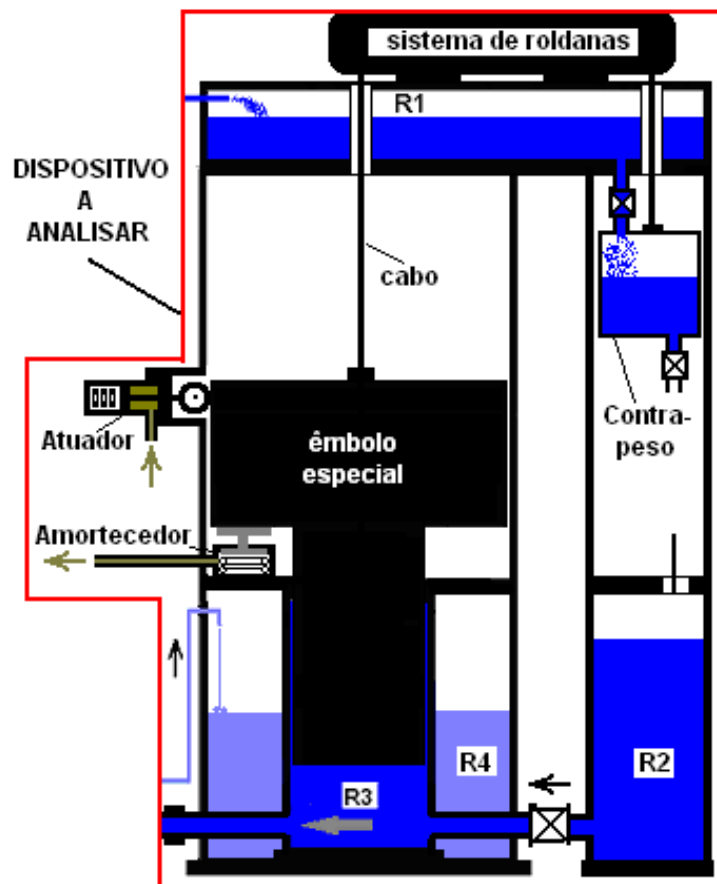 sistema de roldanas
R1
DISPOSITIVO
A
ANALISAR
cabo
Atuador
Contra-
peso
êmbolo
especial
Amortecedor
R4
R2
R3